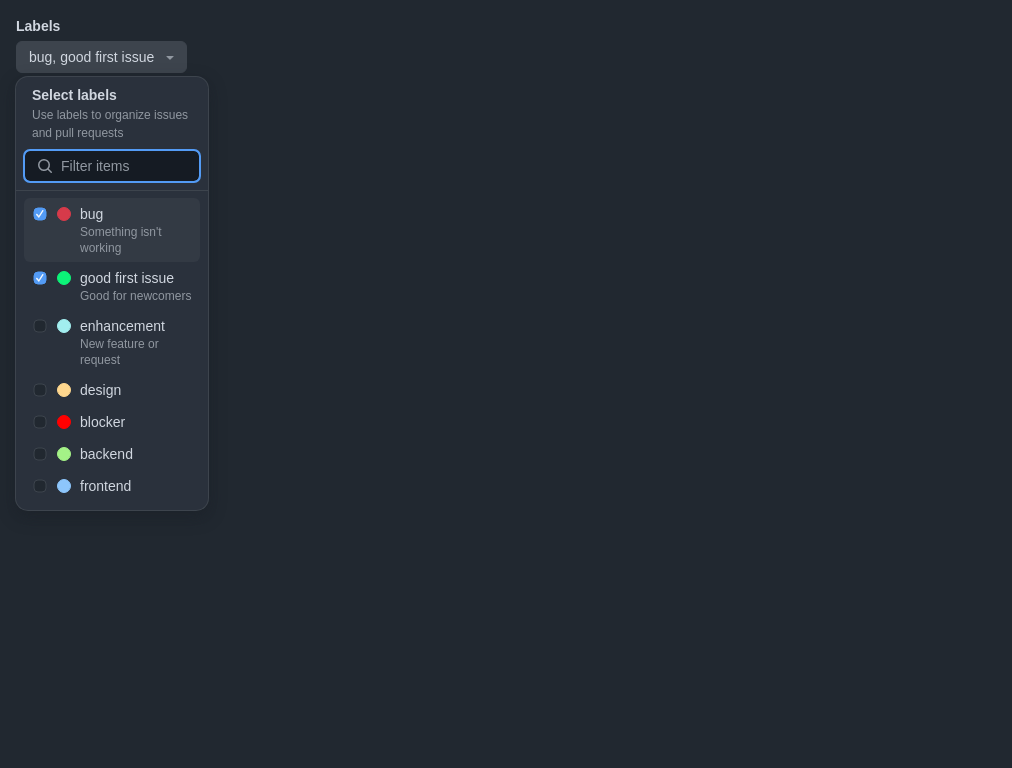 Labels
bug, good first issue
Select labels
Use labels to organize issues
and pull requests
Filter items
bug
Something isn't
working
good first issue
Good for newcomers
enhancement
New feature or
request
design
blocker
backend
frontend